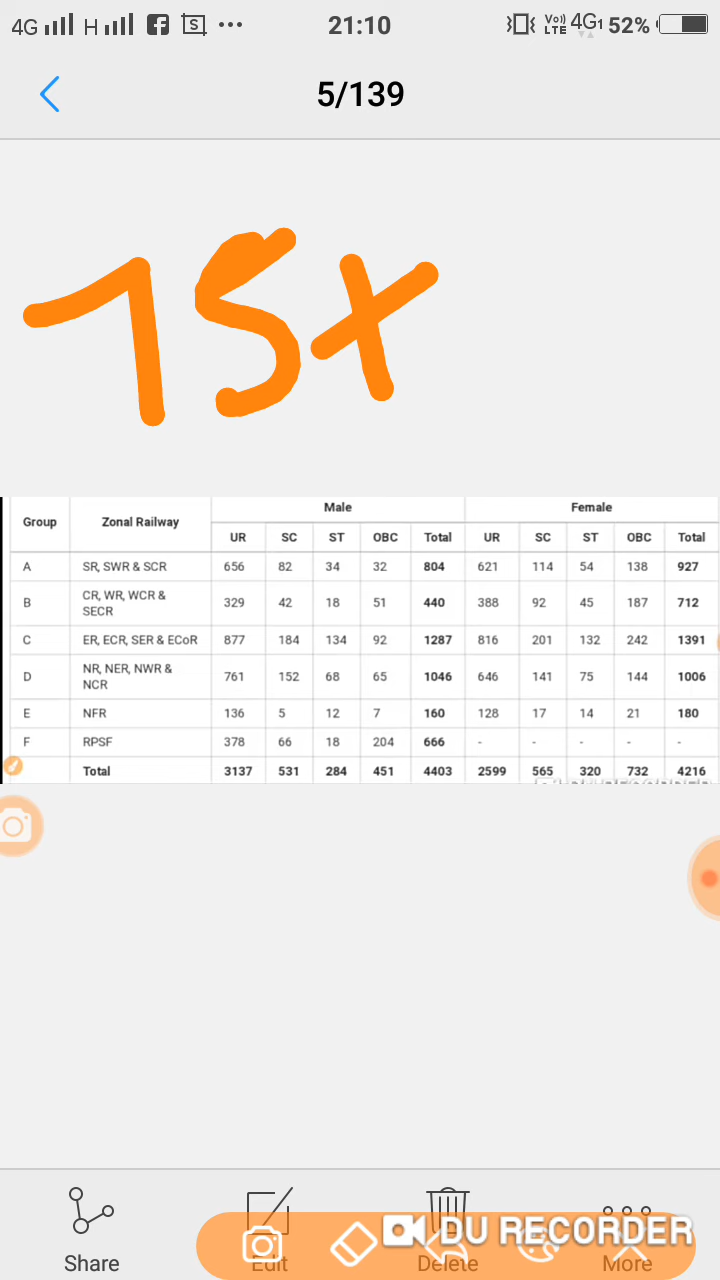 4G H 21:10 Vo)) LTE 4G1 52%
5/139
15x
Group Zonal Railway Male Female
UR SC ST OBC Total UR SC ST OBC Total
A SR, SWR & SCR 656 82 34 32 804 621 114 54 138 927
B CR, WR, WCR & SECR 329 42 18 51 440 388 92 45 187 712
C ER, ECR, SER & ECoR 877 184 134 92 1287 816 201 132 242 1391
D NR, NER, NWR & NCR 761 152 68 65 1046 646 141 75 144 1006
E NFR 136 5 12 7 160 128 17 14 21 180
F RPSF 378 66 18 204 666 - - - - -
Total 3137 531 284 451 4403 2599 565 320 732 4216
DU RECORDER
Share Edit Delete More